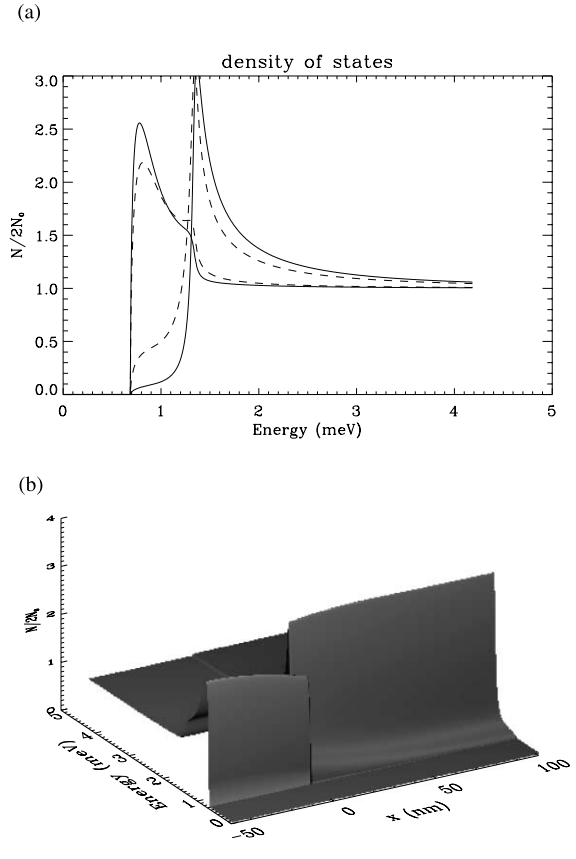 (a)
density of states
3.0
2.5
2.0
1.5
1.0
0.5
0.0
N/2N₀
0 1 2 3 4 5
Energy (meV)
(b)
4
3
2
1
0
N/2N₀
5 4 3 2 1 0
Energy (meV)
-50 0 50 100
x (nm)